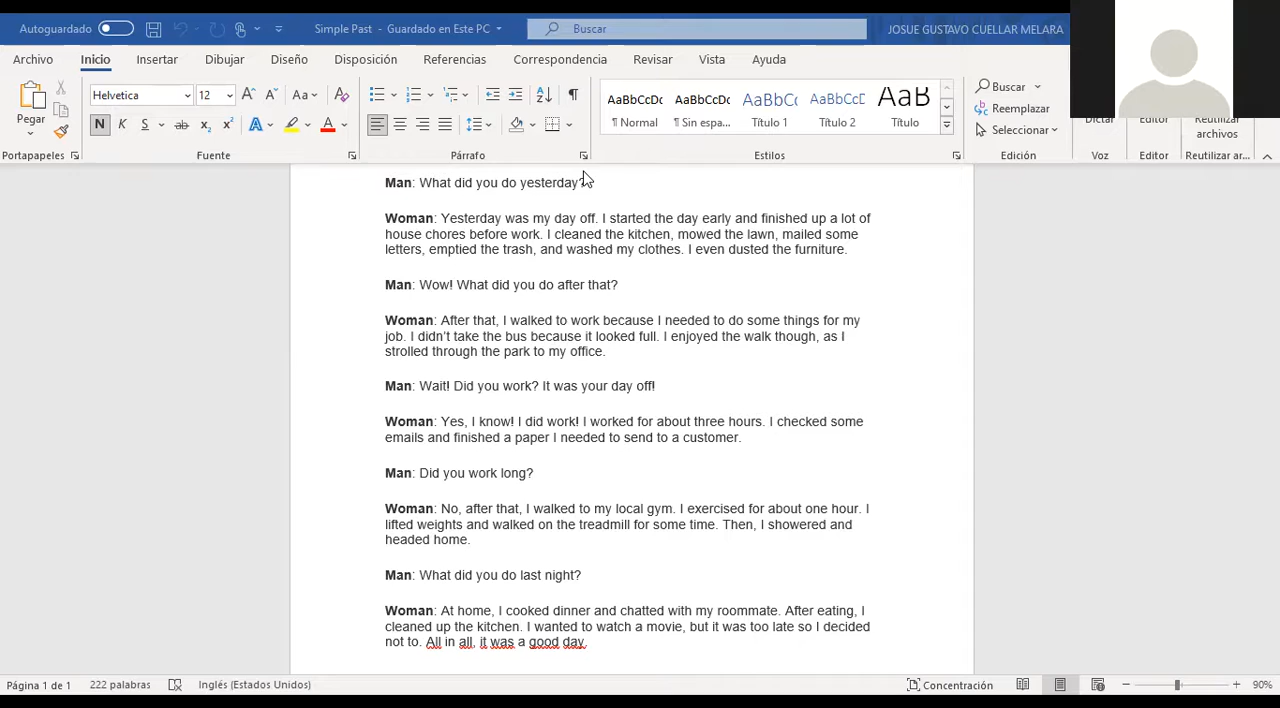 Autoguardado
Simple Past - Guardado en Este PC
Buscar
JOSUE GUSTAVO CUELLAR MELARA
Archivo Inicio Insertar Dibujar Diseño Disposición Referencias Correspondencia Revisar Vista Ayuda
Pegar
Helvetica 12 Aa
N K S ab x₂ x² A A
AaBbCcDc AaBbCcDc AaBbCc AaBbCcD AaB
¶ Normal ¶ Sin espa... Título 1 Título 2 Título
Buscar
Reemplazar
Seleccionar
Dictar Editor Reutilizar
archivos
Portapapeles Fuente Párrafo Estilos Edición Voz Editor Reutilizar ar...
Man: What did you do yesterday?
Woman: Yesterday was my day off. I started the day early and finished up a lot of
house chores before work. I cleaned the kitchen, mowed the lawn, mailed some
letters, emptied the trash, and washed my clothes. I even dusted the furniture.
Man: Wow! What did you do after that?
Woman: After that, I walked to work because I needed to do some things for my
job. I didn't take the bus because it looked full. I enjoyed the walk though, as I
strolled through the park to my office.
Man: Wait! Did you work? It was your day off!
Woman: Yes, I know! I did work! I worked for about three hours. I checked some
emails and finished a paper I needed to send to a customer.
Man: Did you work long?
Woman: No, after that, I walked to my local gym. I exercised for about one hour. I
lifted weights and walked on the treadmill for some time. Then, I showered and
headed home.
Man: What did you do last night?
Woman: At home, I cooked dinner and chatted with my roommate. After eating, I
cleaned up the kitchen. I wanted to watch a movie, but it was too late so I decided
not to. All in all, it was a good day.
Página 1 de 1 222 palabras Inglés (Estados Unidos) Concentración 90%